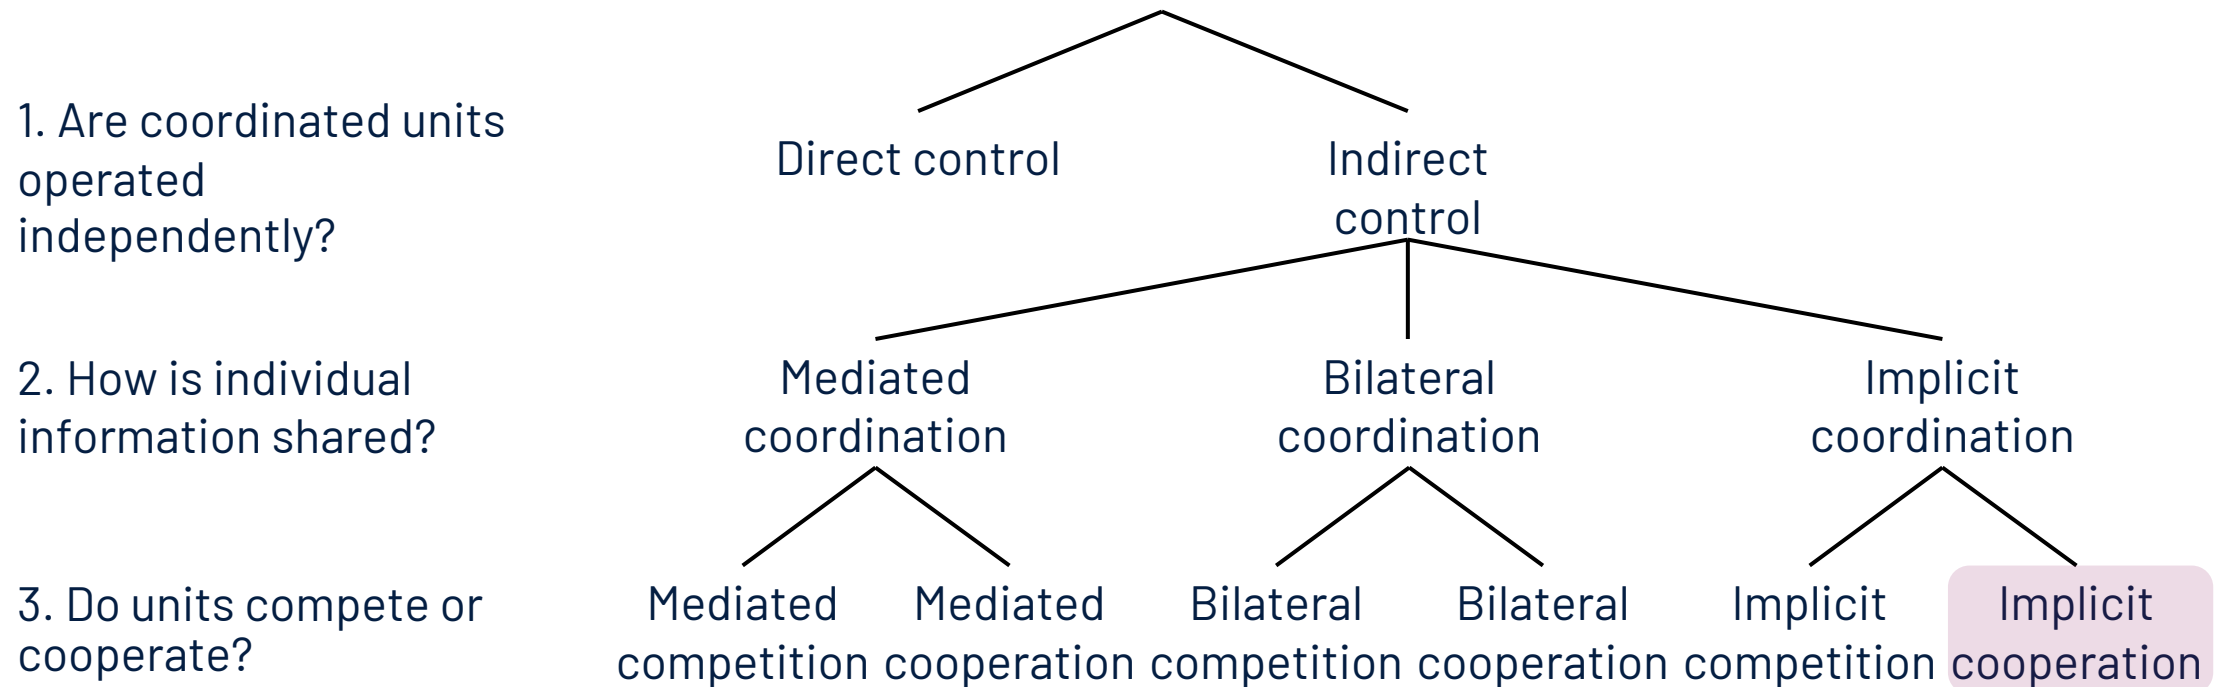 1. Are coordinated units
operated
independently?
Direct control
Indirect
control
2. How is individual
information shared?
Mediated
coordination
Bilateral
coordination
Implicit
coordination
3. Do units compete or
cooperate?
Mediated
competition
Mediated
cooperation
Bilateral
competition
Bilateral
cooperation
Implicit
competition
Implicit
cooperation